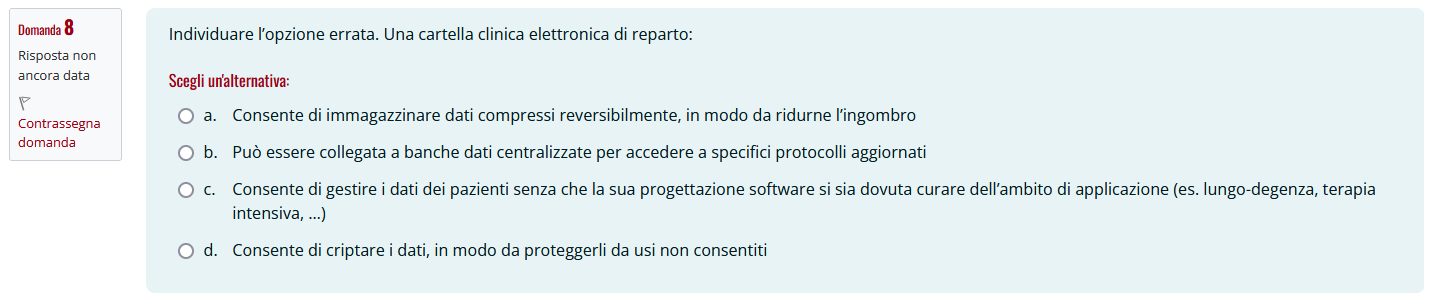 Domanda 8
Risposta non
ancora data
Contrassegna
domanda
Individuare l’opzione errata. Una cartella clinica elettronica di reparto:
Scegli un'alternativa:
a. Consente di immagazzinare dati compressi reversibilmente, in modo da ridurne l’ingombro
b. Può essere collegata a banche dati centralizzate per accedere a specifici protocolli aggiornati
c. Consente di gestire i dati dei pazienti senza che la sua progettazione software si sia dovuta curare dell’ambito di applicazione (es. lungo-degenza, terapia
intensiva, ...)
d. Consente di criptare i dati, in modo da proteggerli da usi non consentiti